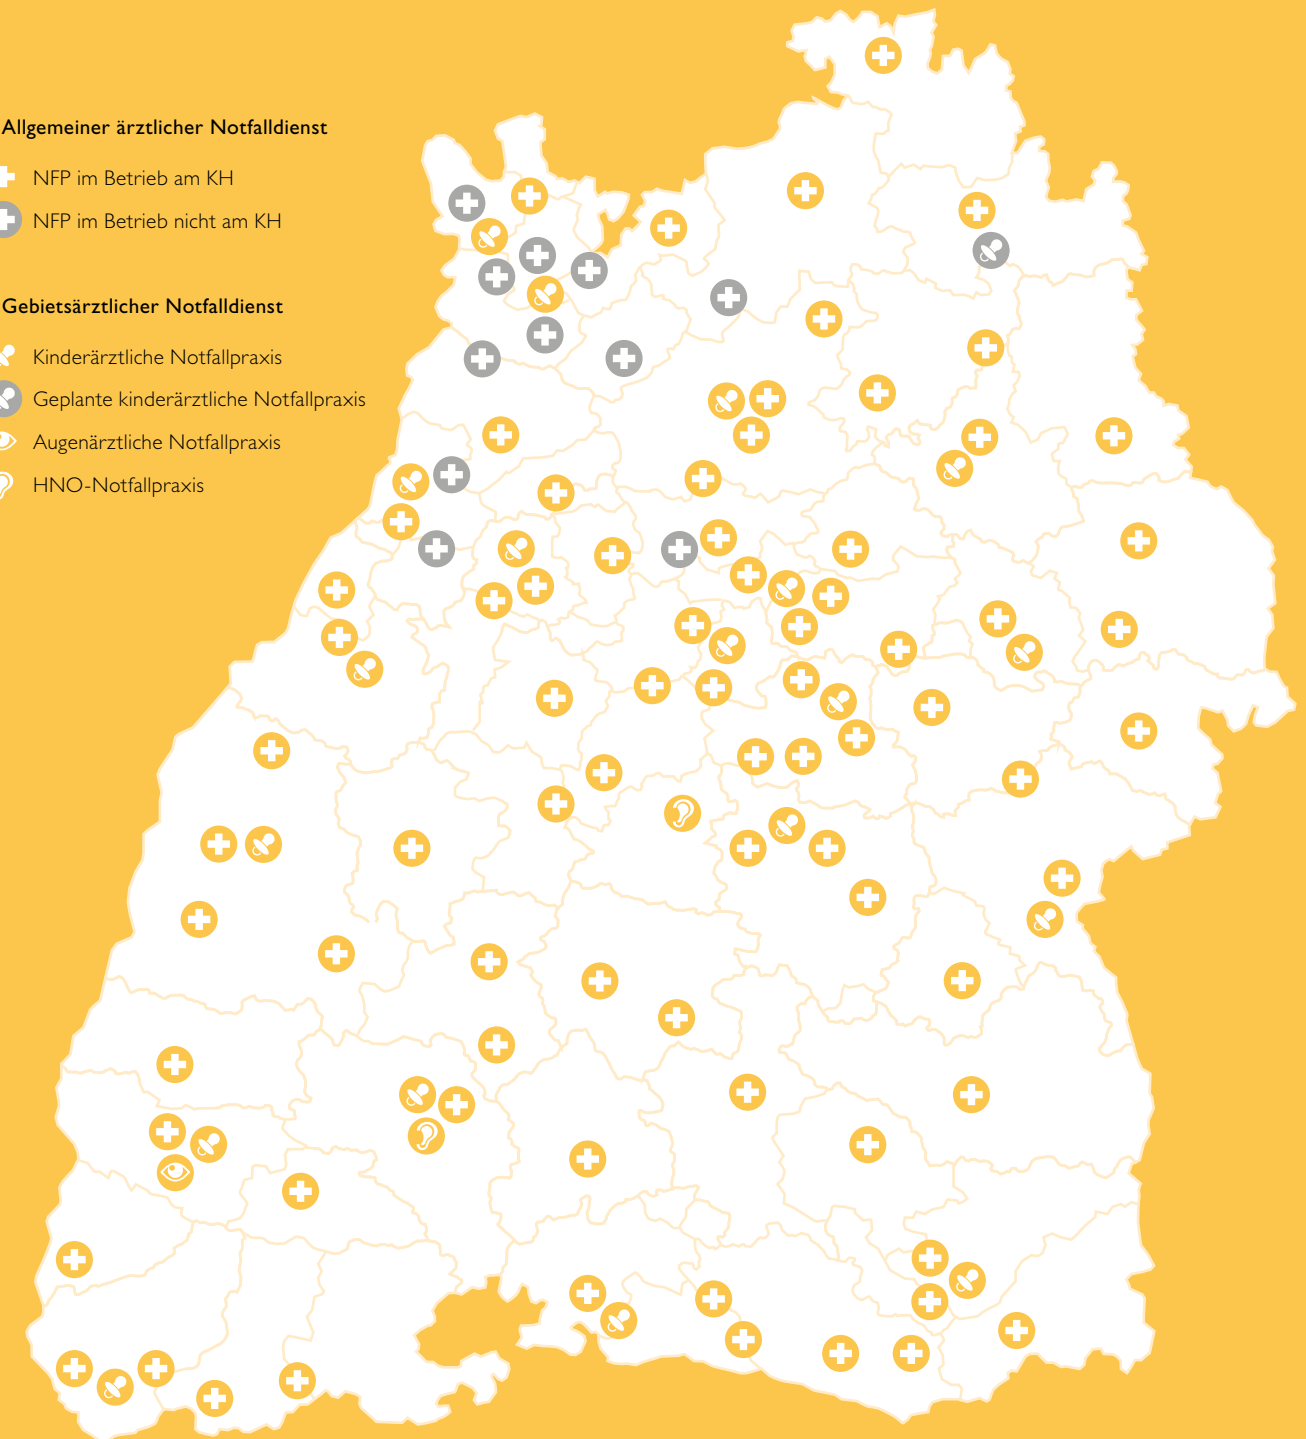 Allgemeiner ärztlicher Notfalldienst
NFP im Betrieb am KH
NFP im Betrieb nicht am KH
Gebietsärztlicher Notfalldienst
Kinderärztliche Notfallpraxis
Geplante kinderärztliche Notfallpraxis
Augenärztliche Notfallpraxis
HNO-Notfallpraxis